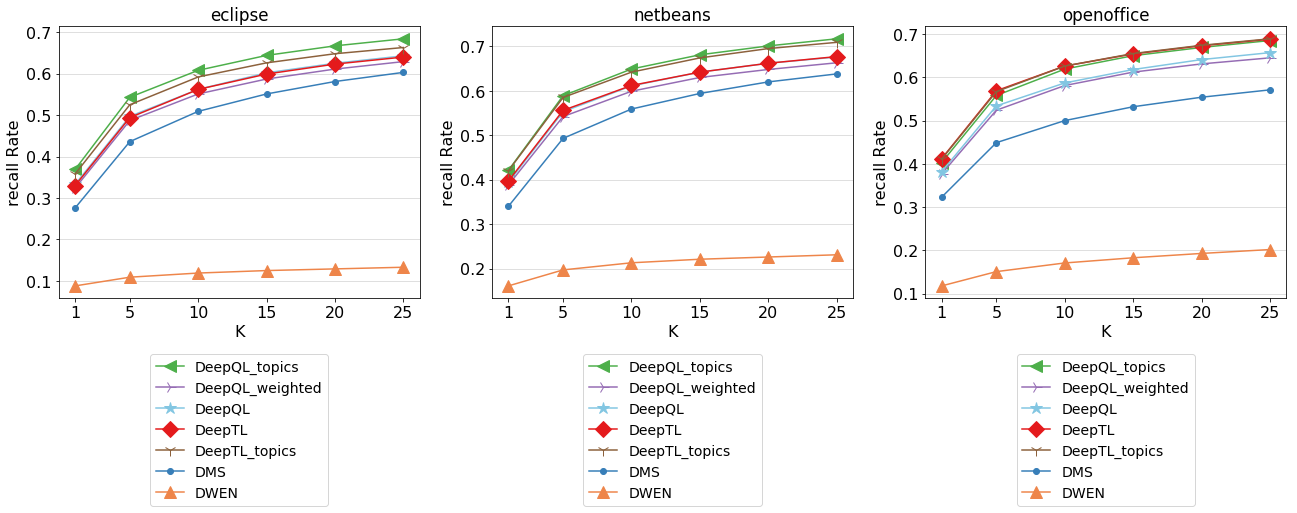 eclipse
recall Rate
0.7
0.6
0.5
0.4
0.3
0.2
0.1
1 5 10 15 20 25
K
DeepQL_topics
DeepQL_weighted
DeepQL
DeepTL
DeepTL_topics
DMS
DWEN
netbeans
recall Rate
0.7
0.6
0.5
0.4
0.3
0.2
1 5 10 15 20 25
K
DeepQL_topics
DeepQL_weighted
DeepQL
DeepTL
DeepTL_topics
DMS
DWEN
openoffice
recall Rate
0.7
0.6
0.5
0.4
0.3
0.2
0.1
1 5 10 15 20 25
K
DeepQL_topics
DeepQL_weighted
DeepQL
DeepTL
DeepTL_topics
DMS
DWEN